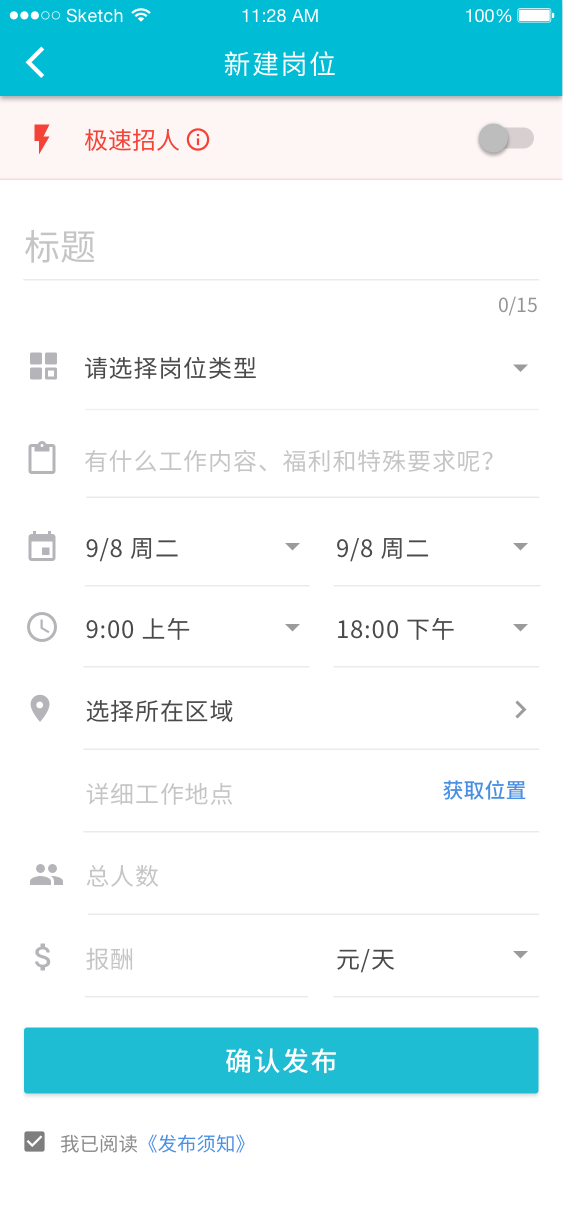 Sketch 11:28 AM 100%
新建岗位
极速招人
标题
0/15
请选择岗位类型
有什么工作内容、福利和特殊要求呢？
9/8 周二 9/8 周二
9:00 上午 18:00 下午
选择所在区域
详细工作地点 获取位置
总人数
报酬 元/天
确认发布
我已阅读《发布须知》